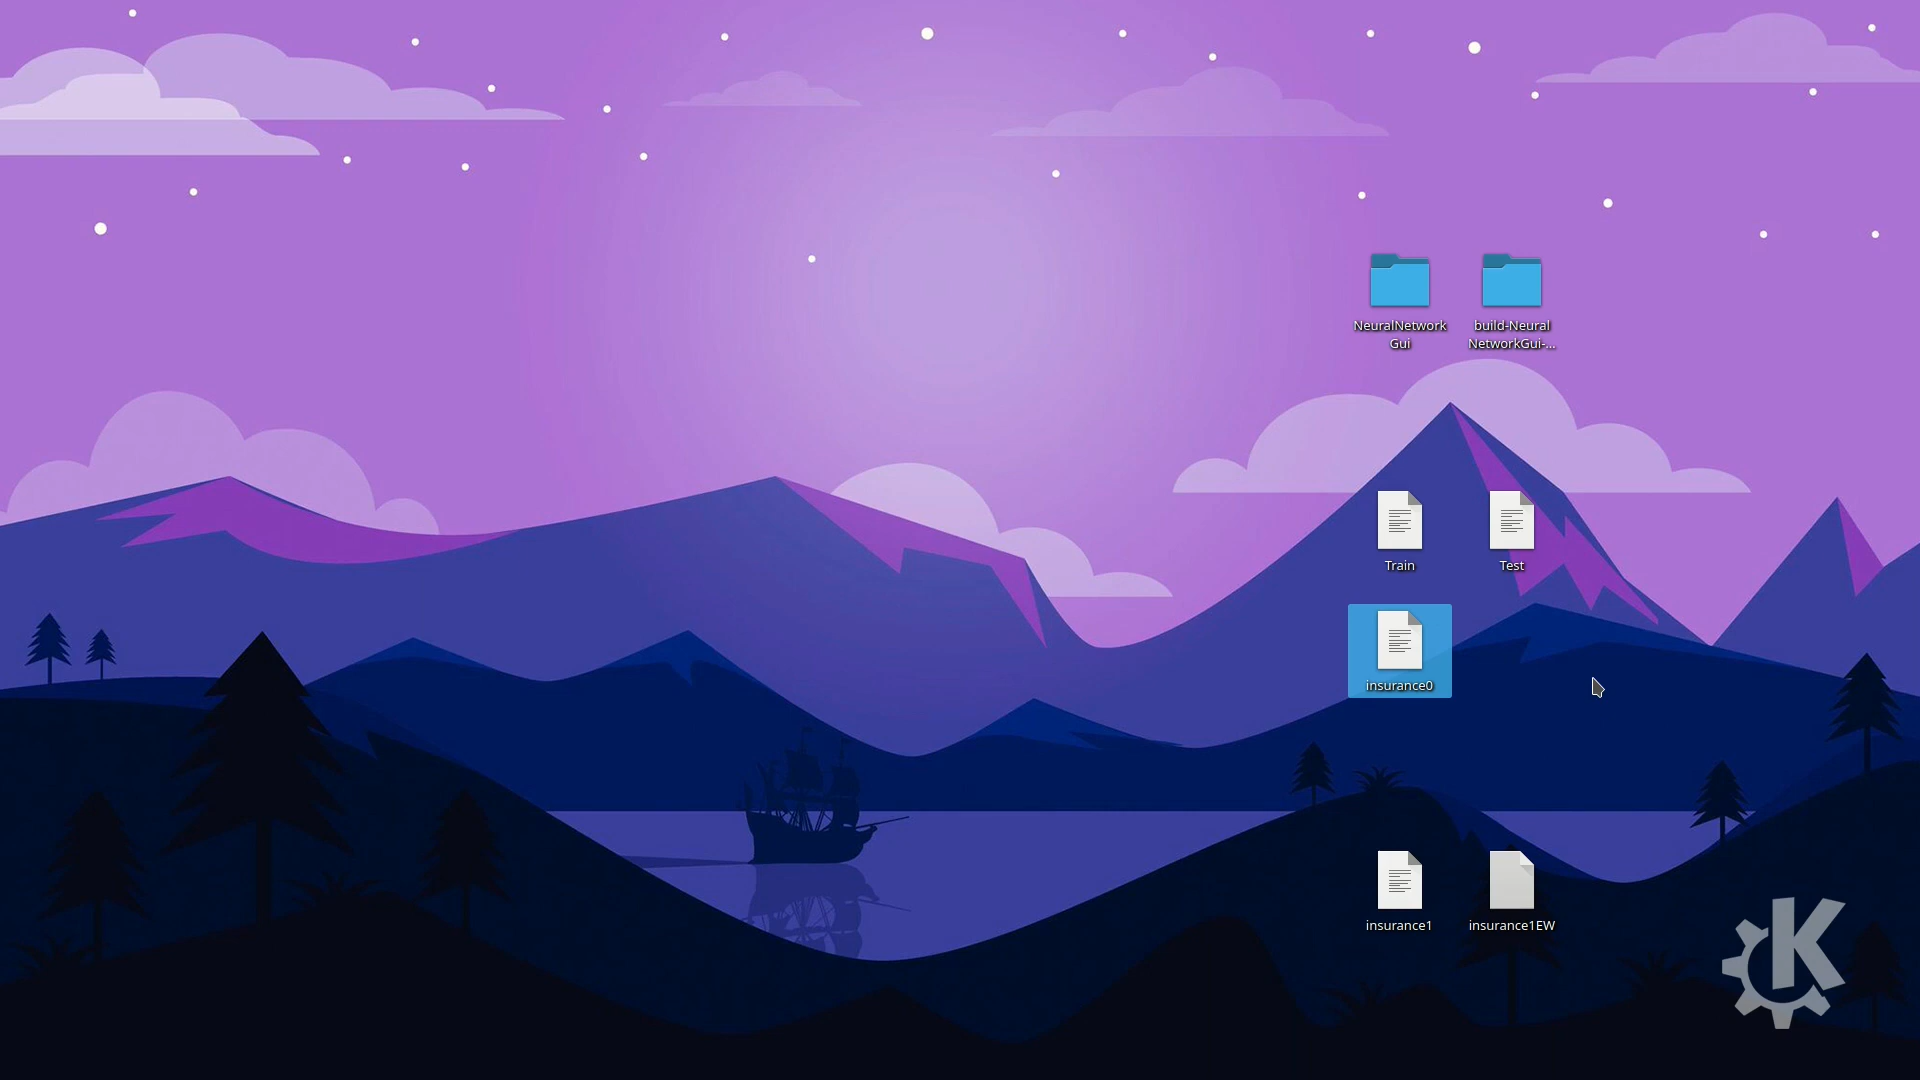 NeuralNetwork
Gui
build-Neural
NetworkGui-...
Train
Test
insurance0
insurance1
insurance1EW
K